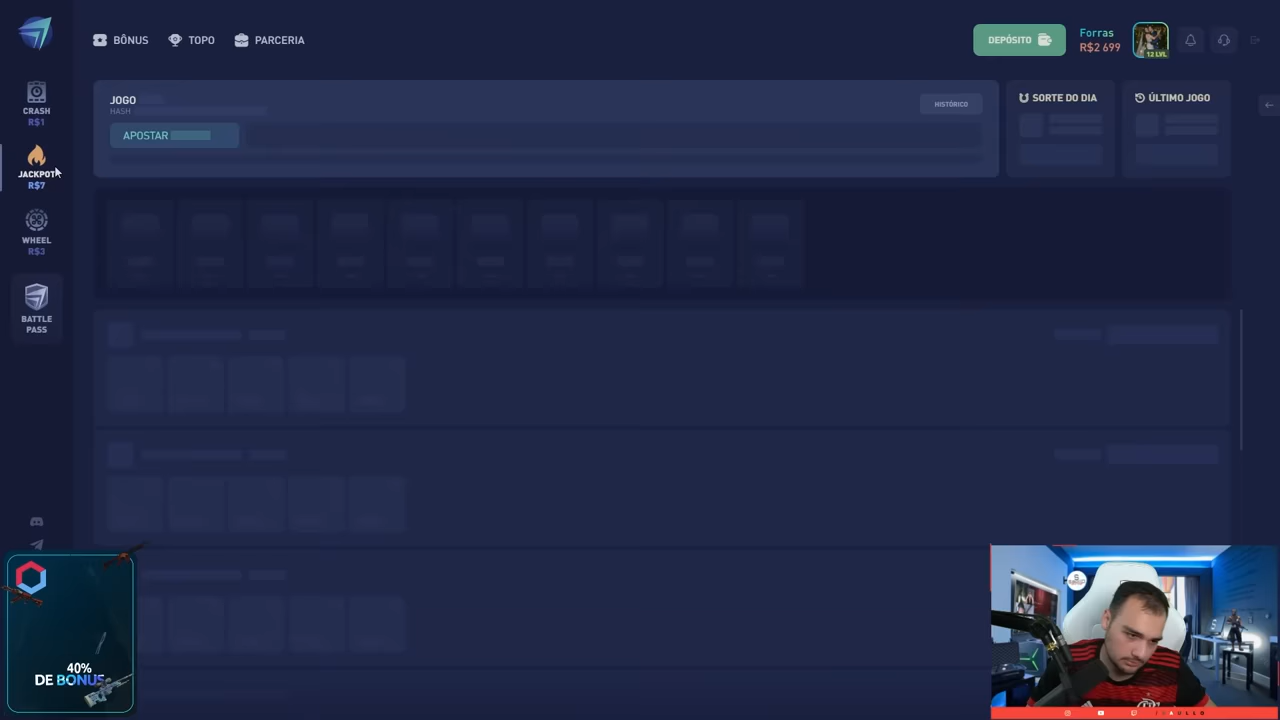 BÔNUS
TOPO
PARCERIA
DEPÓSITO
Forras
R$2 699
12 LVL
CRASH
R$1
JACKPOT
R$7
WHEEL
R$3
BATTLE
PASS
JOGO
HASH
HISTÓRICO
APOSTAR
SORTE DO DIA
ÚLTIMO JOGO
40%
DE BONUS